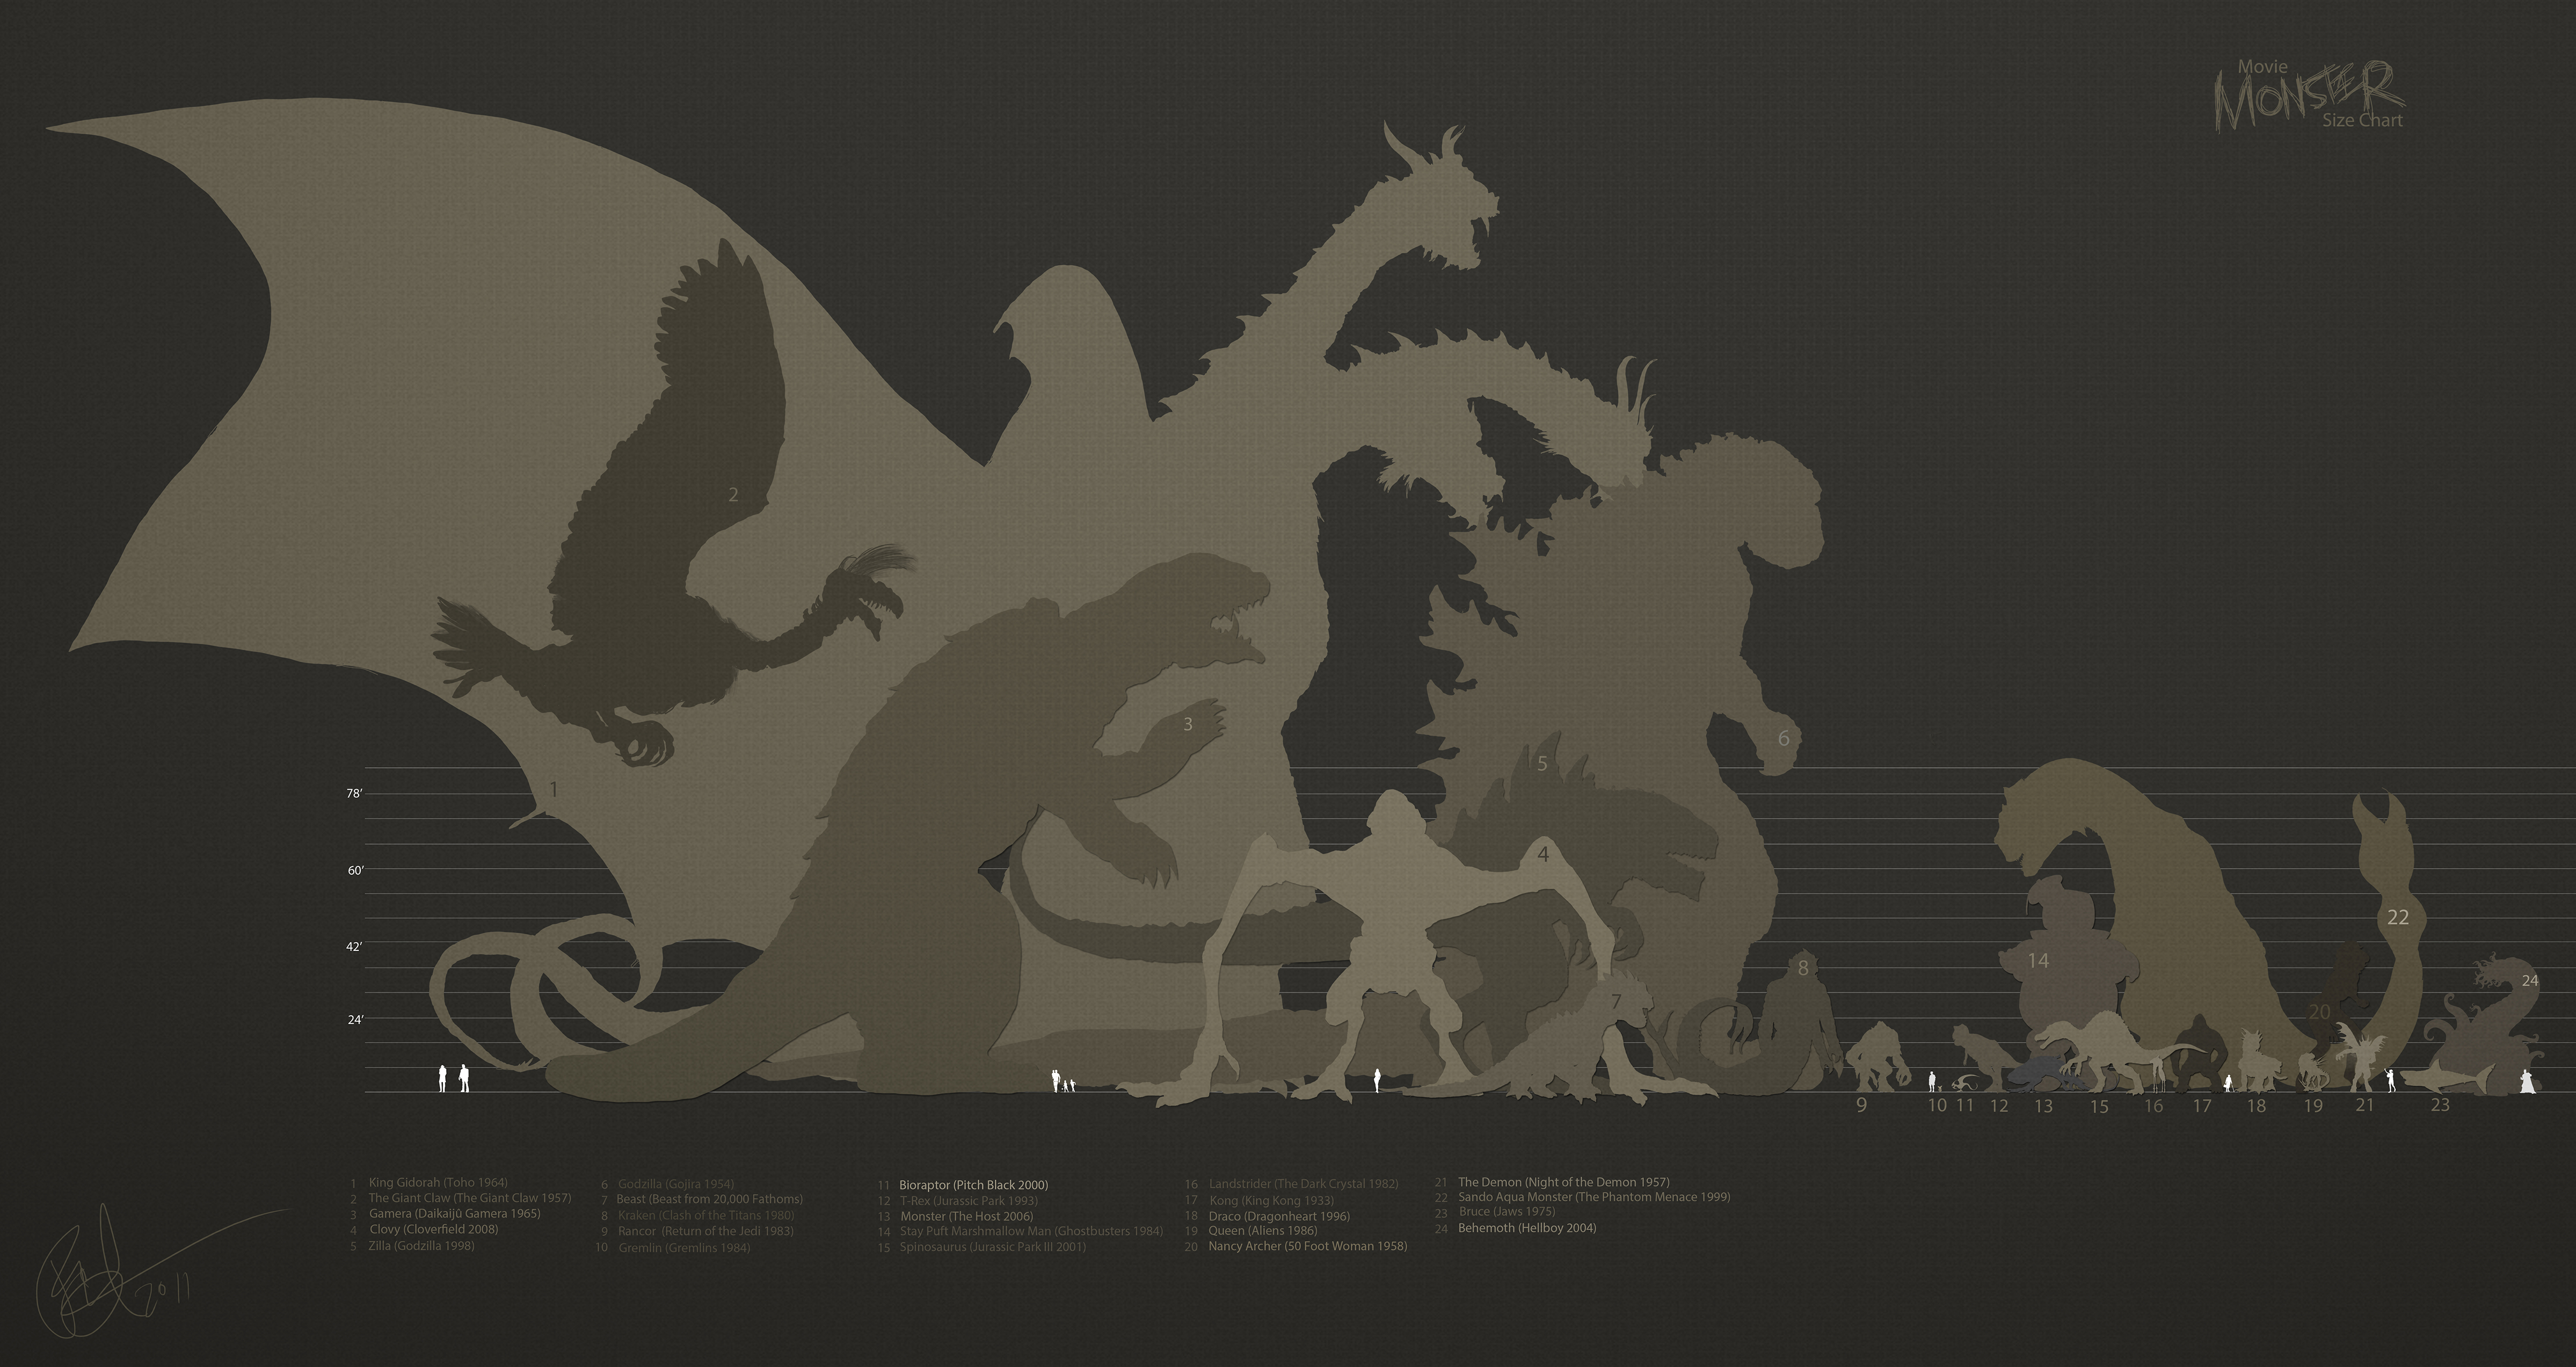 Movie
MONSTER
Size Chart
2
3
1
5
6
4
7
8
14
22
20
24
78’
60’
42’
24’
9
10
11
12
13
15
16
17
18
19
21
23
1 King Gidorah (Toho 1964)
2 The Giant Claw (The Giant Claw 1957)
3 Gamera (Daikaijû Gamera 1965)
4 Clovy (Cloverfield 2008)
5 Zilla (Godzilla 1998)
6 Godzilla (Gojira 1954)
7 Beast (Beast from 20,000 Fathoms)
8 Kraken (Clash of the Titans 1980)
9 Rancor (Return of the Jedi 1983)
10 Gremlin (Gremlins 1984)
11 Bioraptor (Pitch Black 2000)
12 T-Rex (Jurassic Park 1993)
13 Monster (The Host 2006)
14 Stay Puft Marshmallow Man (Ghostbusters 1984)
15 Spinosaurus (Jurassic Park III 2001)
16 Landstrider (The Dark Crystal 1982)
17 Kong (King Kong 1933)
18 Draco (Dragonheart 1996)
19 Queen (Aliens 1986)
20 Nancy Archer (50 Foot Woman 1958)
21 The Demon (Night of the Demon 1957)
22 Sando Aqua Monster (The Phantom Menace 1999)
23 Bruce (Jaws 1975)
24 Behemoth (Hellboy 2004)
2011